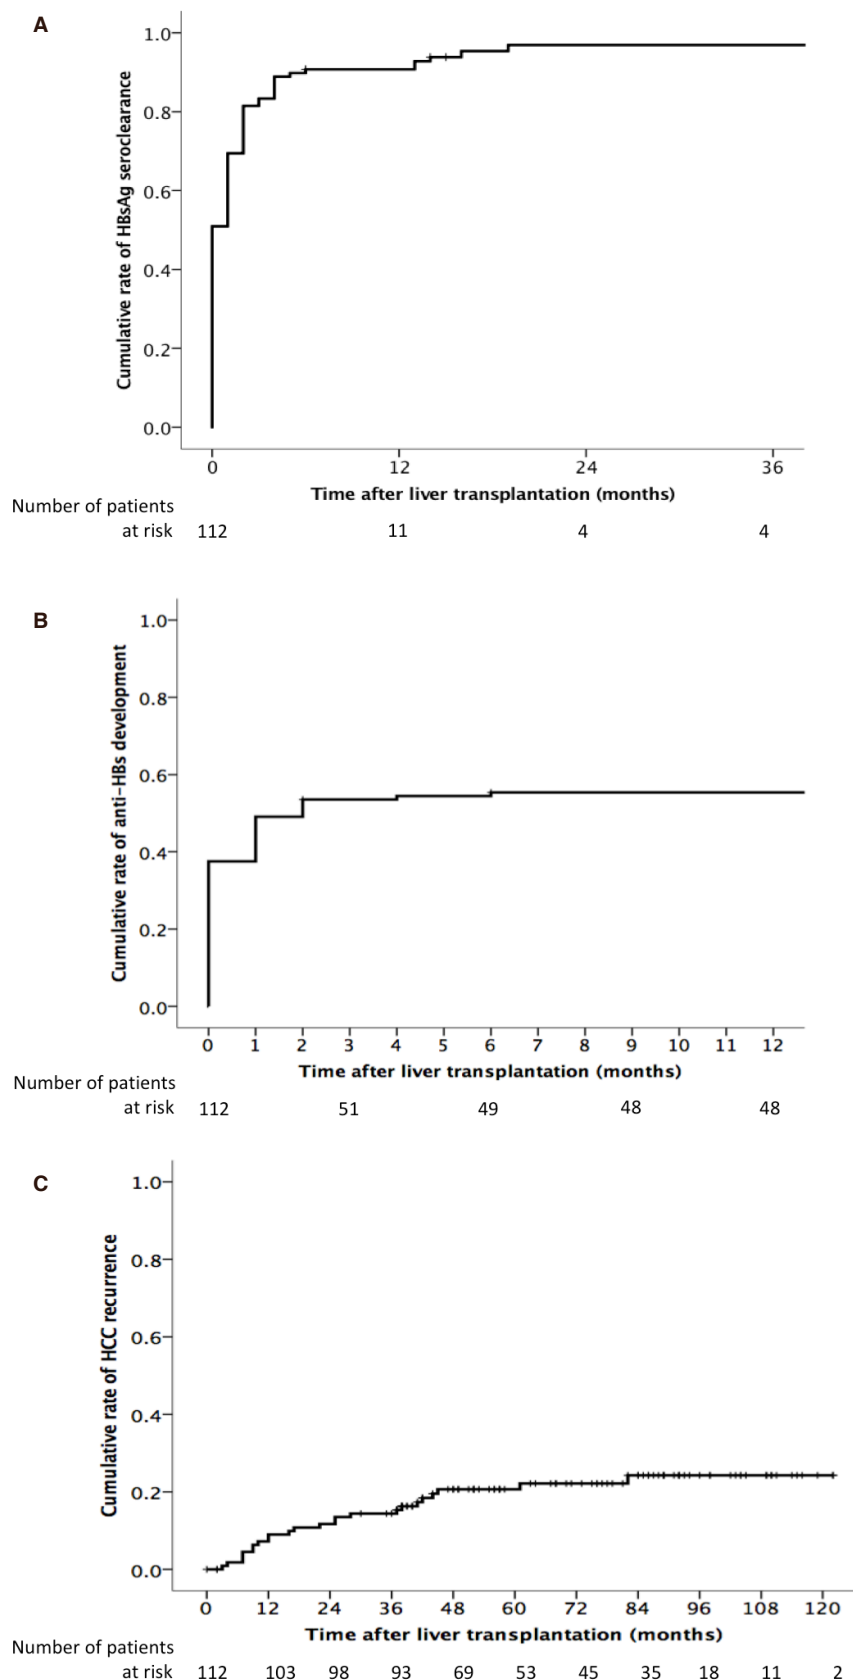 A
Cumulative rate of HBsAg seroclearance
1.0
0.8
0.6
0.4
0.2
0.0
0 12 24 36
Time after liver transplantation (months)
Number of patients
at risk 112 11 4 4
B
Cumulative rate of anti-HBs development
1.0
0.8
0.6
0.4
0.2
0.0
0 1 2 3 4 5 6 7 8 9 10 11 12
Time after liver transplantation (months)
Number of patients
at risk 112 51 49 48 48
C
Cumulative rate of HCC recurrence
1.0
0.8
0.6
0.4
0.2
0.0
0 12 24 36 48 60 72 84 96 108 120
Time after liver transplantation (months)
Number of patients
at risk 112 103 98 93 69 53 45 35 18 11 2